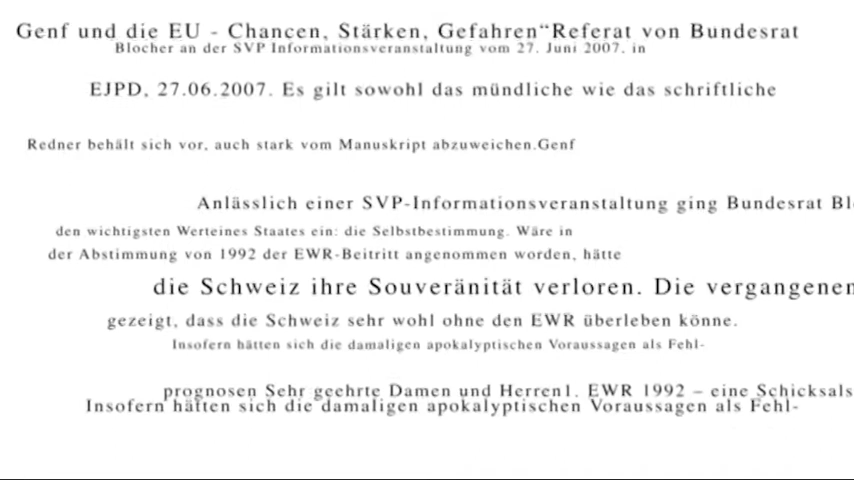 Genf und die EU - Chancen, Stärken, Gefahren“Referat von Bundesrat
Blocher an der SVP Informationsveranstaltung vom 27. Juni 2007. in
EJPD, 27.06.2007. Es gilt sowohl das mündliche wie das schriftliche
Redner behält sich vor, auch stark vom Manuskript abzuweichen.Genf
Anlässlich einer SVP-Informationsveranstaltung ging Bundesrat Bl
den wichtigsten Werteines Staates ein: die Selbstbestimmung. Wäre in
der Abstimmung von 1992 der EWR-Beitritt angenommen worden, hätte
die Schweiz ihre Souveränität verloren. Die vergangenen
gezeigt, dass die Schweiz sehr wohl ohne den EWR überleben könne.
Insofern hätten sich die damaligen apokalyptischen Voraussagen als Fehl-
prognosen Sehr geehrte Damen und Herren1. EWR 1992 – eine Schicksals
Insofern hätten sich die damaligen apokalyptischen Voraussagen als Fehl-